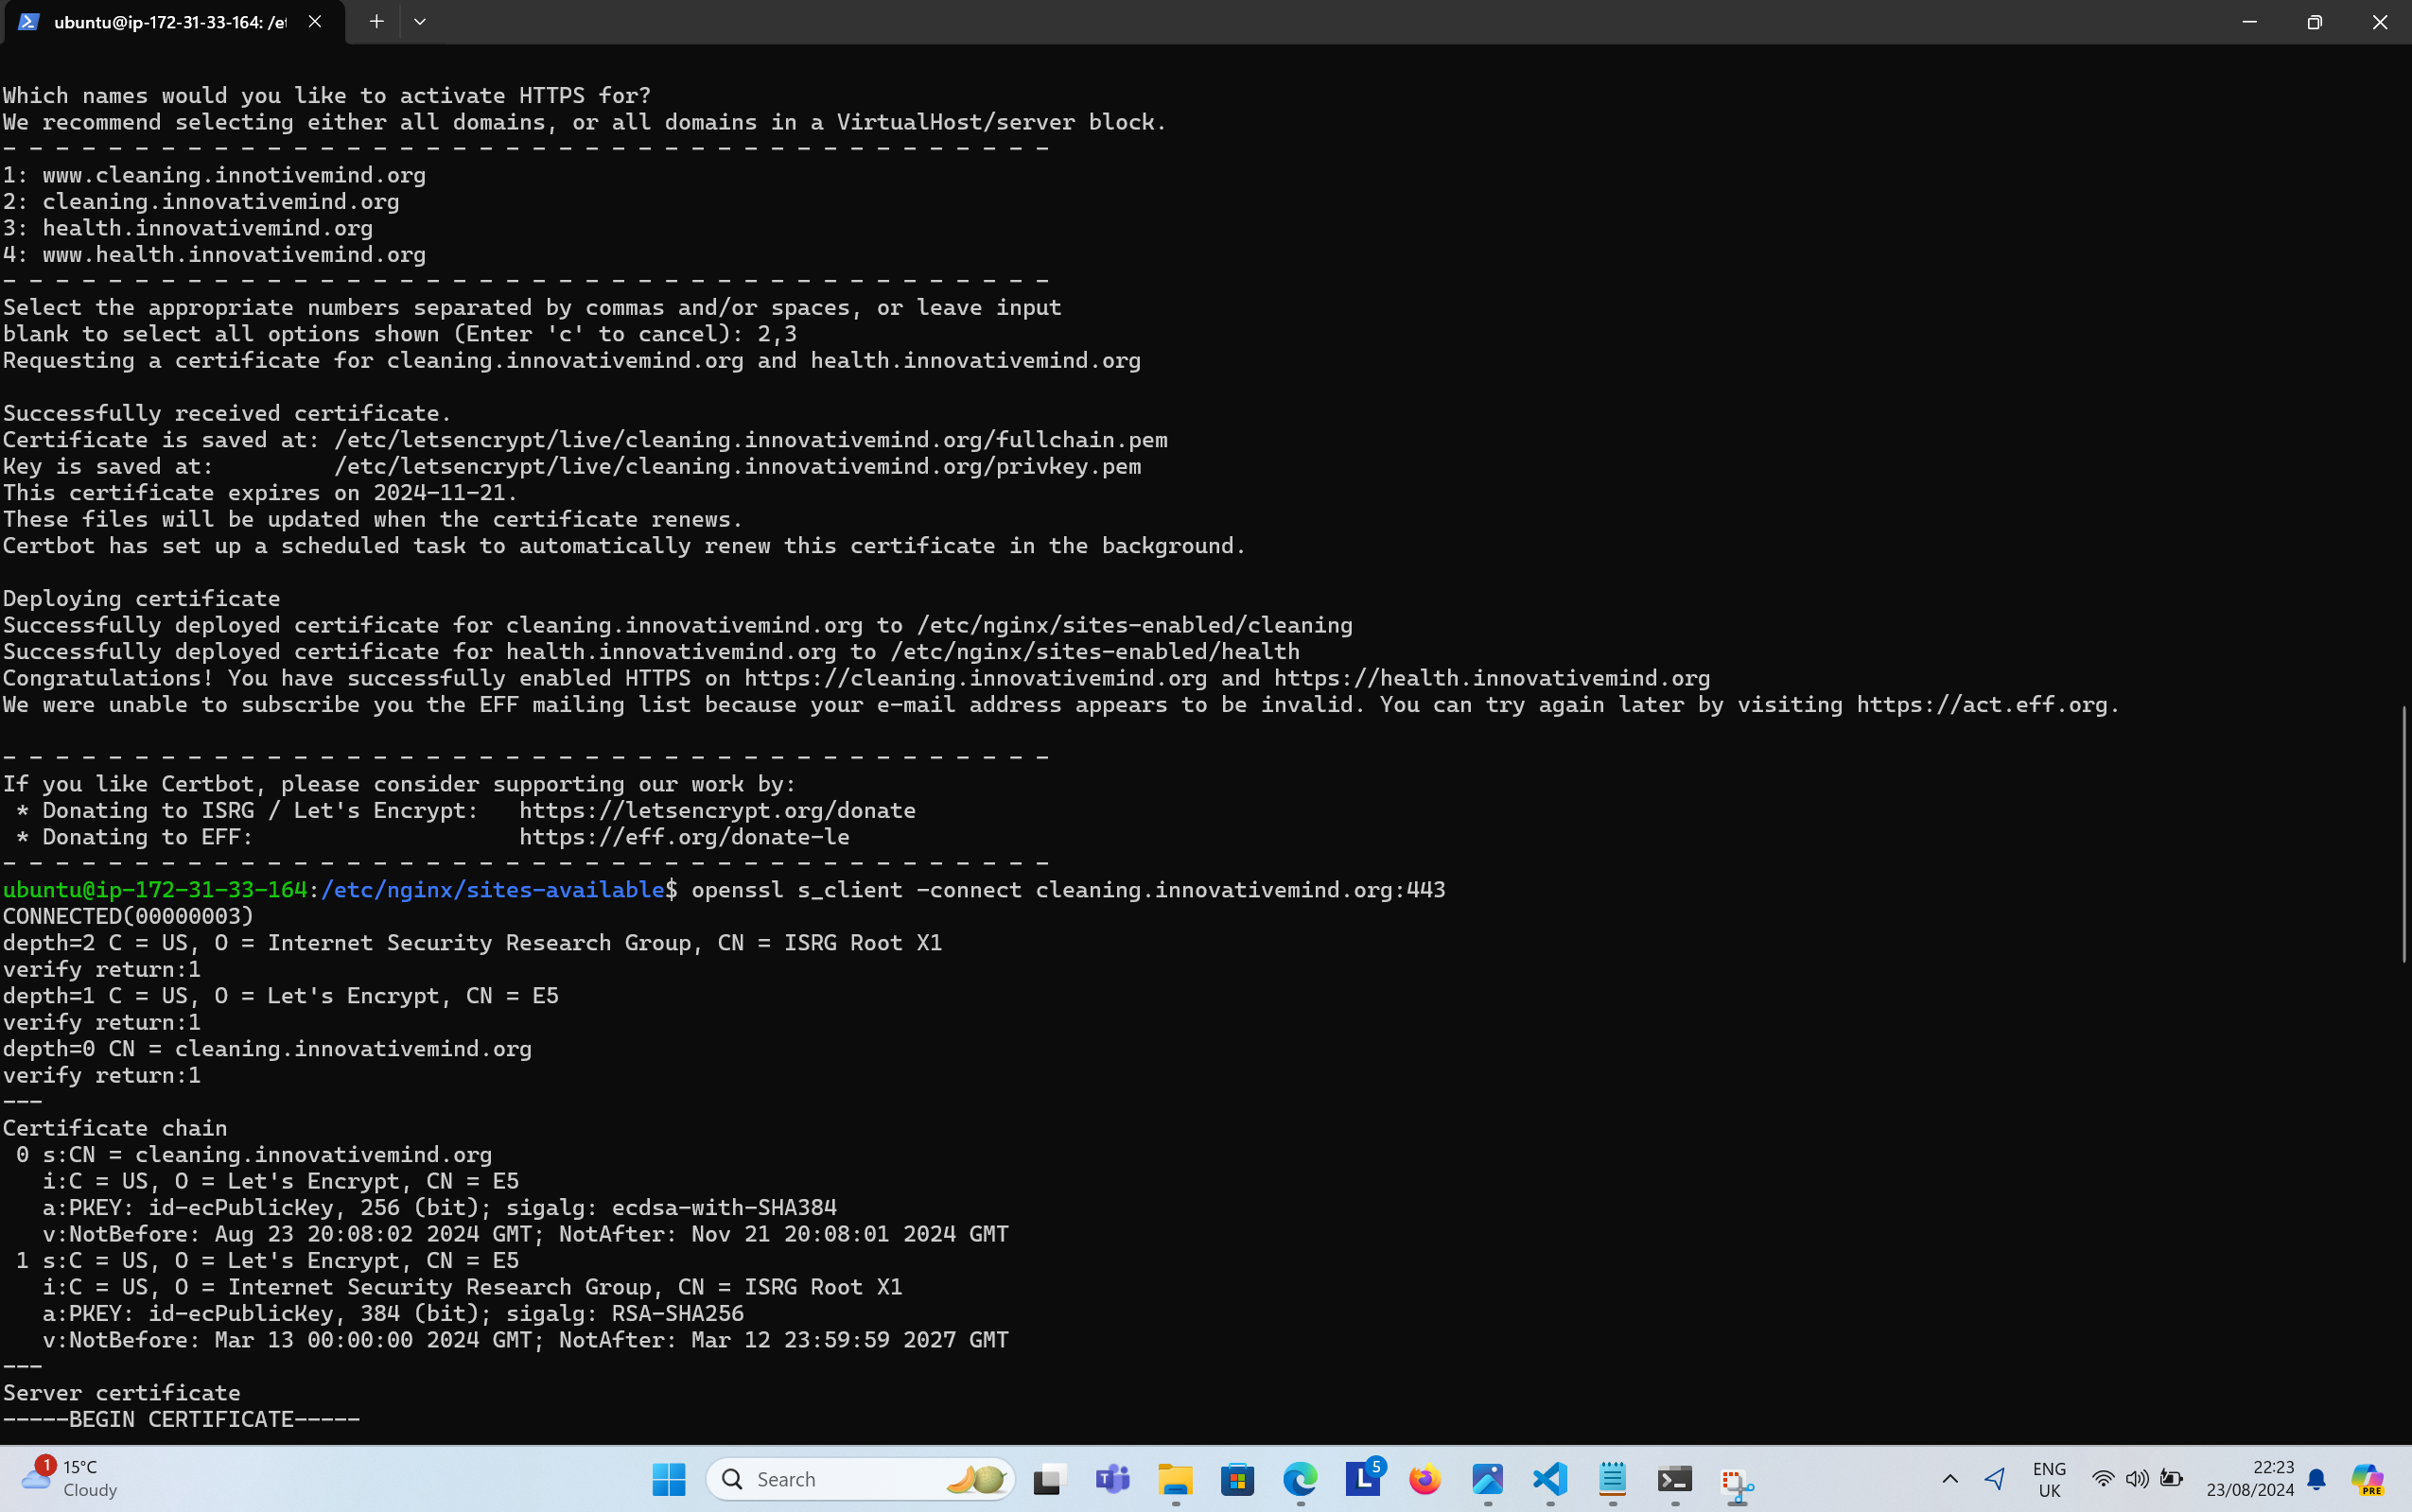 ubuntu@ip-172-31-33-164: /et
Which names would you like to activate HTTPS for?
We recommend selecting either all domains, or all domains in a VirtualHost/server block.
- - - - - - - - - - - - - - - - - - - - - - - - - - - - - - - - - - - - - - - -
1: www.cleaning.innotivemind.org
2: cleaning.innovativemind.org
3: health.innovativemind.org
4: www.health.innovativemind.org
- - - - - - - - - - - - - - - - - - - - - - - - - - - - - - - - - - - - - - - -
Select the appropriate numbers separated by commas and/or spaces, or leave input
blank to select all options shown (Enter 'c' to cancel): 2,3
Requesting a certificate for cleaning.innovativemind.org and health.innovativemind.org
Successfully received certificate.
Certificate is saved at: /etc/letsencrypt/live/cleaning.innovativemind.org/fullchain.pem
Key is saved at:         /etc/letsencrypt/live/cleaning.innovativemind.org/privkey.pem
This certificate expires on 2024-11-21.
These files will be updated when the certificate renews.
Certbot has set up a scheduled task to automatically renew this certificate in the background.
Deploying certificate
Successfully deployed certificate for cleaning.innovativemind.org to /etc/nginx/sites-enabled/cleaning
Successfully deployed certificate for health.innovativemind.org to /etc/nginx/sites-enabled/health
Congratulations! You have successfully enabled HTTPS on https://cleaning.innovativemind.org and https://health.innovativemind.org
We were unable to subscribe you the EFF mailing list because your e-mail address appears to be invalid. You can try again later by visiting https://act.eff.org.
- - - - - - - - - - - - - - - - - - - - - - - - - - - - - - - - - - - - - - - -
If you like Certbot, please consider supporting our work by:
 * Donating to ISRG / Let's Encrypt:   https://letsencrypt.org/donate
 * Donating to EFF:                    https://eff.org/donate-le
- - - - - - - - - - - - - - - - - - - - - - - - - - - - - - - - - - - - - - - -
ubuntu@ip-172-31-33-164:/etc/nginx/sites-available$ openssl s_client -connect cleaning.innovativemind.org:443
CONNECTED(00000003)
depth=2 C = US, O = Internet Security Research Group, CN = ISRG Root X1
verify return:1
depth=1 C = US, O = Let's Encrypt, CN = E5
verify return:1
depth=0 CN = cleaning.innovativemind.org
verify return:1
---
Certificate chain
 0 s:CN = cleaning.innovativemind.org
   i:C = US, O = Let's Encrypt, CN = E5
   a:PKEY: id-ecPublicKey, 256 (bit); sigalg: ecdsa-with-SHA384
   v:NotBefore: Aug 23 20:08:02 2024 GMT; NotAfter: Nov 21 20:08:01 2024 GMT
 1 s:C = US, O = Let's Encrypt, CN = E5
   i:C = US, O = Internet Security Research Group, CN = ISRG Root X1
   a:PKEY: id-ecPublicKey, 384 (bit); sigalg: RSA-SHA256
   v:NotBefore: Mar 13 00:00:00 2024 GMT; NotAfter: Mar 12 23:59:59 2027 GMT
---
Server certificate
-----BEGIN CERTIFICATE-----
1
15°C
Cloudy
Search
L
5
ENG
UK
22:23
23/08/2024
PRE